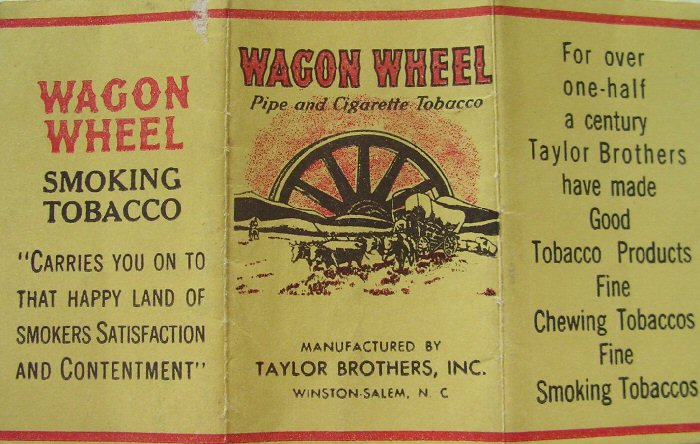 WAGON
WHEEL
SMOKING
TOBACCO
"CARRIES YOU ON TO
THAT HAPPY LAND OF
SMOKERS SATISFACTION
AND CONTENTMENT"
WAGON WHEEL
Pipe and Cigarette Tobacco
MANUFACTURED BY
TAYLOR BROTHERS, INC.
WINSTON-SALEM, N. C
For over
one-half
a century
Taylor Brothers
have made
Good
Tobacco Products
Fine
Chewing Tobaccos
Fine
Smoking Tobaccos